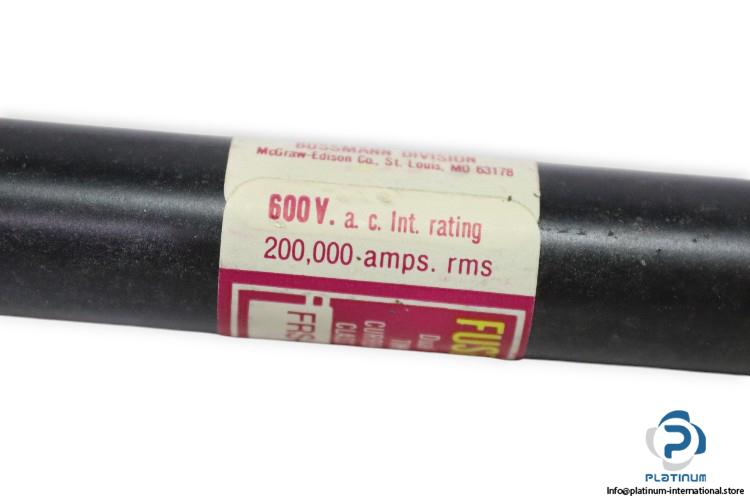 BUSSMANN DIVISION
McGraw-Edison Co., St. Louis, MO 63178
600V. a. c. Int. rating
200,000 amps. rms
FUS
FRS
PLATINUM
Info@platinum-international.store